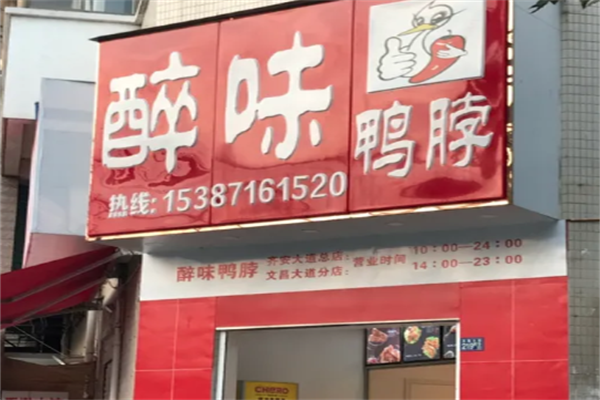 醉味
鸭脖
热线:15387161520
醉味鸭脖 齐安大道总店: 营业时间 10:00—24:00
文昌大道分店: 14:00—23:00
CHIERO